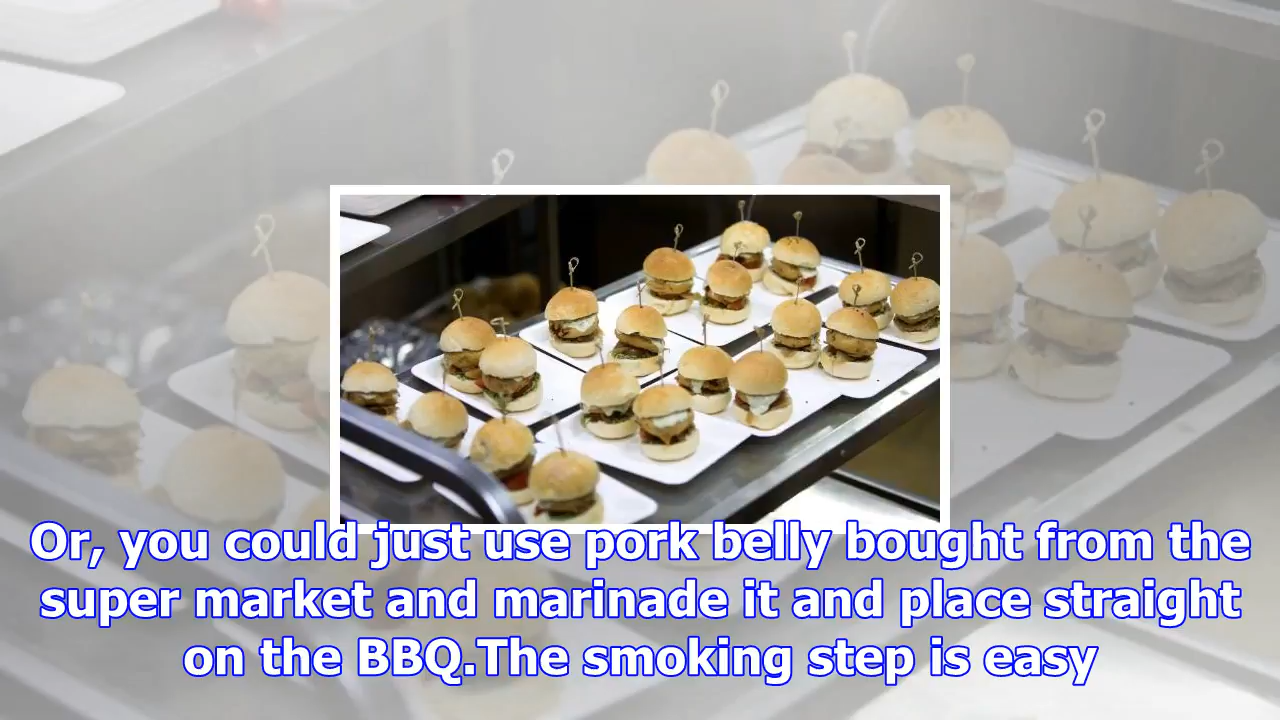 Or, you could just use pork belly bought from the
super market and marinade it and place straight
on the BBQ.The smoking step is easy